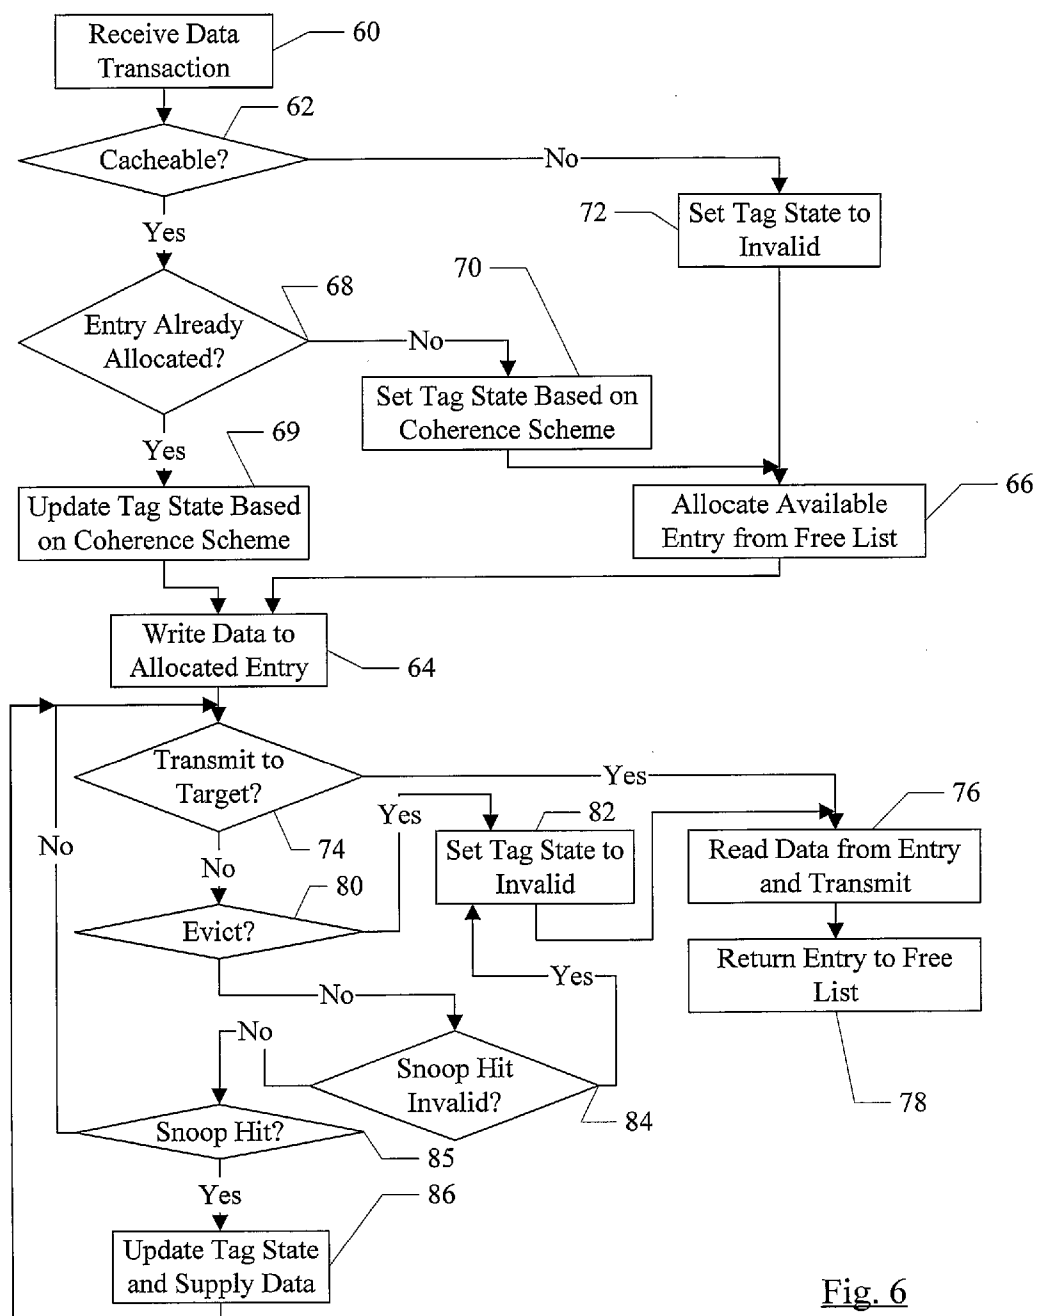 Receive Data
Transaction
60
62
Cacheable?
No
Yes
72
Set Tag State to
Invalid
70
68
Entry Already
Allocated?
No
Set Tag State Based on
Coherence Scheme
69
Yes
66
Update Tag State Based
on Coherence Scheme
Allocate Available
Entry from Free List
Write Data to
Allocated Entry
64
Transmit to
Target?
Yes
76
Yes
82
No
74
Set Tag State to
Invalid
Read Data from Entry
and Transmit
No
80
Evict?
Return Entry to Free
List
Yes
No
No
Snoop Hit
Invalid?
78
84
Snoop Hit?
85
Yes
86
Update Tag State
and Supply Data
Fig. 6